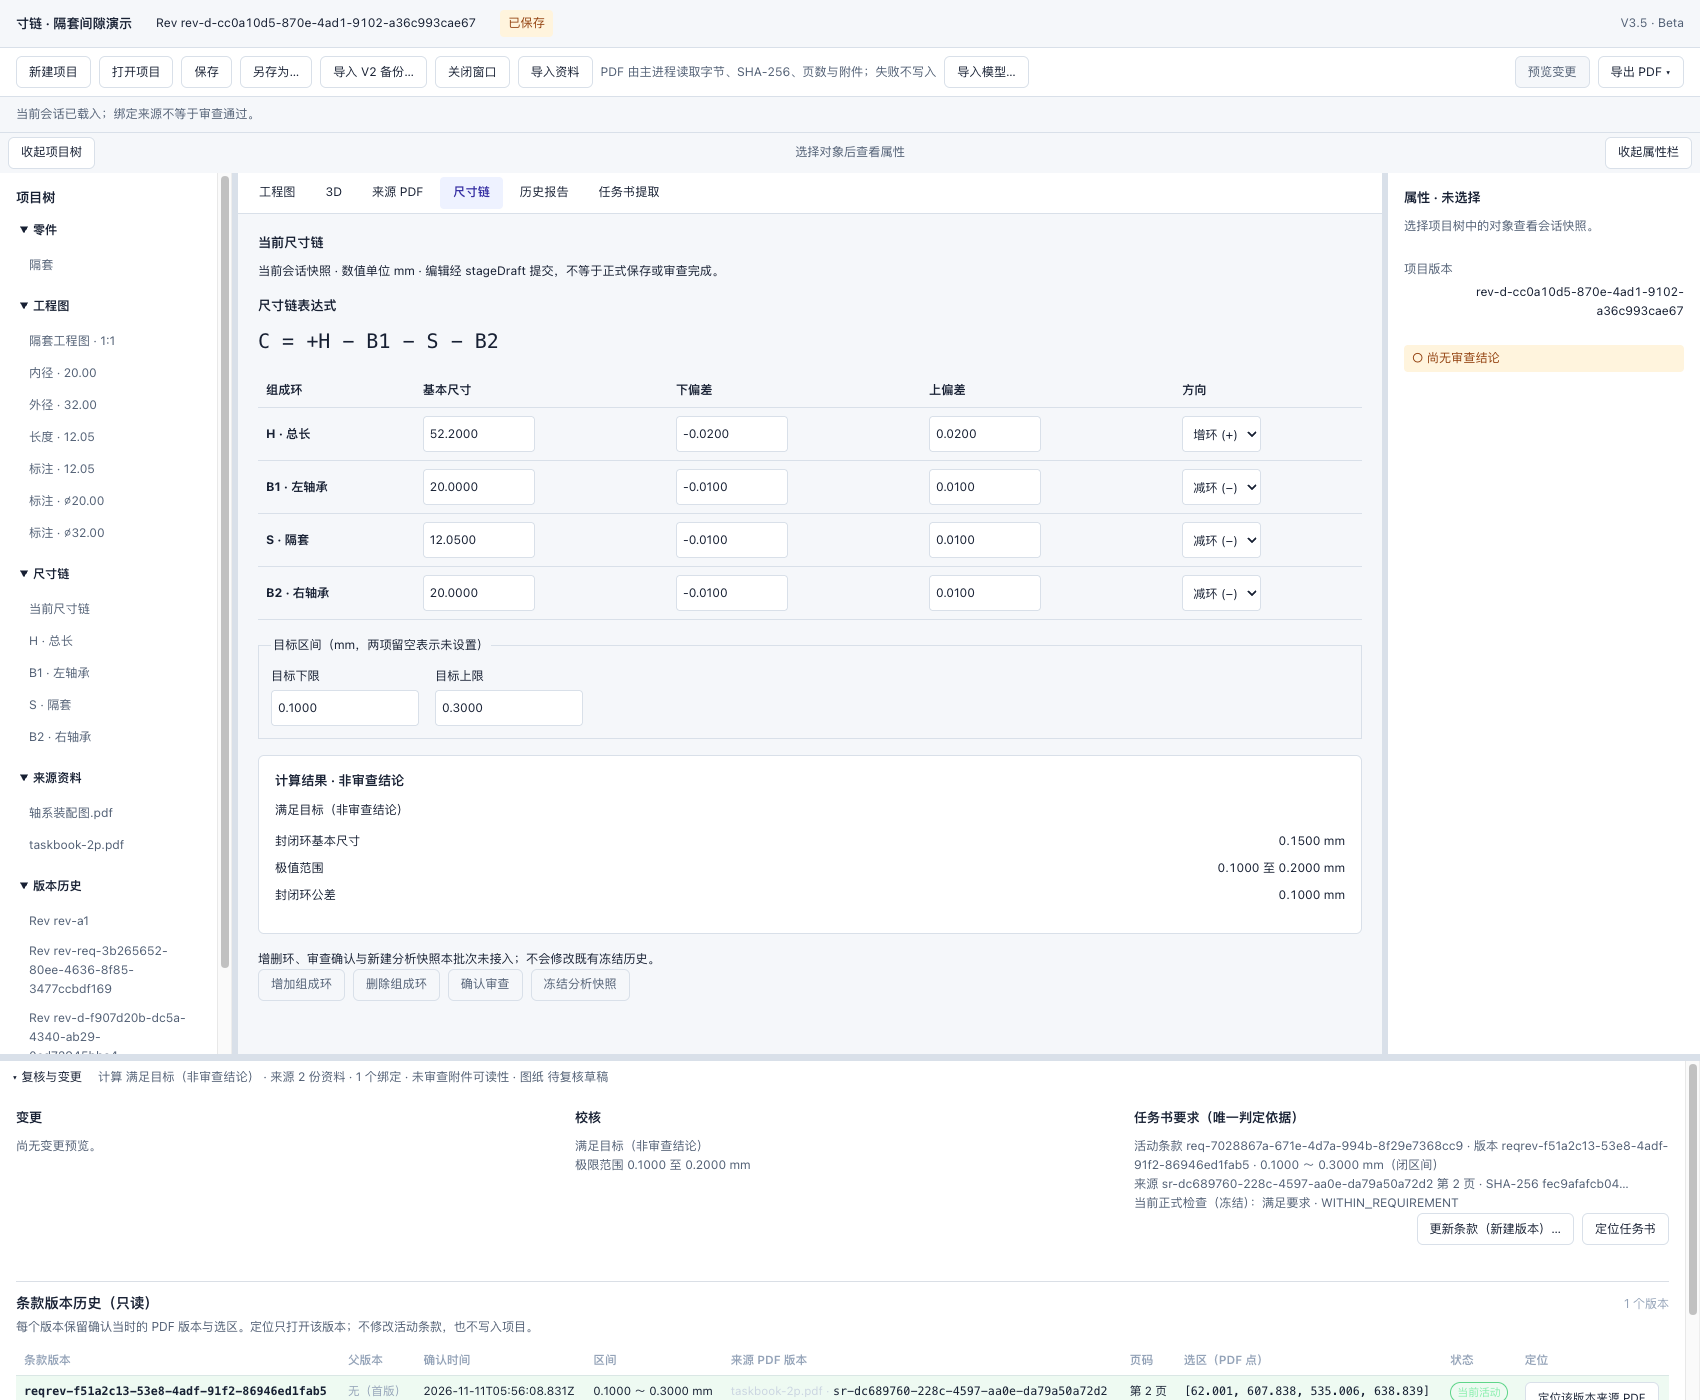 寸链 · 隔套间隙演示 Rev rev-d-cc0a10d5-870e-4ad1-9102-a36c993cae67 已保存 V3.5 · Beta
新建项目 打开项目 保存 另存为... 导入 V2 备份... 关闭窗口 导入资料 PDF 由主进程读取字节、SHA-256、页数与附件；失败不写入 导入模型... 预览变更 导出 PDF ▾
当前会话已载入；绑定来源不等于审查通过。
收起项目树 选择对象后查看属性 收起属性栏
项目树
▼ 零件
隔套
▼ 工程图
隔套工程图 · 1:1
内径 · 20.00
外径 · 32.00
长度 · 12.05
标注 · 12.05
标注 · ⌀20.00
标注 · ⌀32.00
▼ 尺寸链
当前尺寸链
H · 总长
B1 · 左轴承
S · 隔套
B2 · 右轴承
▼ 来源资料
轴系装配图.pdf
taskbook-2p.pdf
▼ 版本历史
Rev rev-a1
Rev rev-req-3b265652-
80ee-4636-8f85-
3477ccbdf169
Rev rev-d-f907d20b-dc5a-
4340-ab29-
工程图 3D 来源 PDF 尺寸链 历史报告 任务书提取
当前尺寸链
当前会话快照 · 数值单位 mm · 编辑经 stageDraft 提交，不等于正式保存或审查完成。
尺寸链表达式
C = +H − B1 − S − B2
组成环 基本尺寸 下偏差 上偏差 方向
H · 总长 52.2000 -0.0200 0.0200 增环 (+)
B1 · 左轴承 20.0000 -0.0100 0.0100 减环 (−)
S · 隔套 12.0500 -0.0100 0.0100 减环 (−)
B2 · 右轴承 20.0000 -0.0100 0.0100 减环 (−)
目标区间（mm，两项留空表示未设置）
目标下限 目标上限
0.1000 0.3000
计算结果 · 非审查结论
满足目标（非审查结论）
封闭环基本尺寸 0.1500 mm
极值范围 0.1000 至 0.2000 mm
封闭环公差 0.1000 mm
增删环、审查确认与新建分析快照本批次未接入；不会修改既有冻结历史。
增加组成环 删除组成环 确认审查 冻结分析快照
属性 · 未选择
选择项目树中的对象查看会话快照。
项目版本
rev-d-cc0a10d5-870e-4ad1-9102-
a36c993cae67
○ 尚无审查结论
▾ 复核与变更 计算 满足目标（非审查结论） · 来源 2 份资料 · 1 个绑定 · 未审查附件可读性 · 图纸 待复核草稿
变更
尚无变更预览。
校核
满足目标（非审查结论）
极限范围 0.1000 至 0.2000 mm
任务书要求（唯一判定依据）
活动条款 req-7028867a-671e-4d7a-994b-8f29e7368cc9 · 版本 reqrev-f51a2c13-53e8-4adf-
91f2-86946ed1fab5 · 0.1000 ～ 0.3000 mm（闭区间）
来源 sr-dc689760-228c-4597-aa0e-da79a50a72d2 第 2 页 · SHA-256 fec9afafcb04…
当前正式检查（冻结）：满足要求 · WITHIN_REQUIREMENT
更新条款（新建版本）... 定位任务书
条款版本历史（只读） 1 个版本
每个版本保留确认当时的 PDF 版本与选区。定位只打开该版本；不修改活动条款，也不写入项目。
条款版本 父版本 确认时间 区间 来源 PDF 版本 页码 选区（PDF 点） 状态 定位
reqrev-f51a2c13-53e8-4adf-91f2-86946ed1fab5 无（首版） 2026-11-11T05:56:08.831Z 0.1000 ～ 0.3000 mm taskbook-2p.pdf · sr-dc689760-228c-4597-aa0e-da79a50a72d2 第 2 页 [62.001, 607.838, 535.006, 638.839] 当前活动 定位该版本来源 PDF